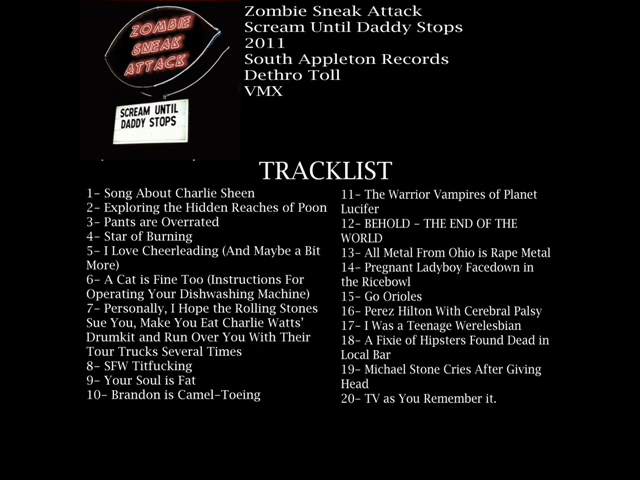 ZOMBIE
SNEAK
ATTACK
SCREAM UNTIL
DADDY STOPS
Zombie Sneak Attack
Scream Until Daddy Stops
2011
South Appleton Records
Dethro Toll
VMX
TRACKLIST
1- Song About Charlie Sheen
2- Exploring the Hidden Reaches of Poon
3- Pants are Overrated
4- Star of Burning
5- I Love Cheerleading (And Maybe a Bit
More)
6- A Cat is Fine Too (Instructions For
Operating Your Dishwashing Machine)
7- Personally, I Hope the Rolling Stones
Sue You, Make You Eat Charlie Watts'
Drumkit and Run Over You With Their
Tour Trucks Several Times
8- SFW Titfucking
9- Your Soul is Fat
10- Brandon is Camel-Toeing
11- The Warrior Vampires of Planet
Lucifer
12- BEHOLD - THE END OF THE
WORLD
13- All Metal From Ohio is Rape Metal
14- Pregnant Ladyboy Facedown in
the Ricebowl
15- Go Orioles
16- Perez Hilton With Cerebral Palsy
17- I Was a Teenage Werelesbian
18- A Fixie of Hipsters Found Dead in
Local Bar
19- Michael Stone Cries After Giving
Head
20- TV as You Remember it.